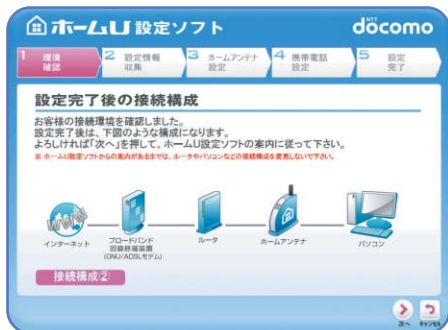 ホームU 設定ソフト
NTT
döcomo
1 環境確認
2 設定情報収集
3 ホームアンテナ設定
4 携帯電話設定
5 設定完了
設定完了後の接続構成
お客様の接続環境を確認しました。
設定完了後は、下図のような構成になります。
よろしければ「次へ」を押して、ホームU設定ソフトの案内に従って下さい。
※ ホームU設定ソフトからの案内があるまでは、ルータやパソコンなどの接続構成を変更しないで下さい。
WWW
インターネット
ブロードバンド
回線終端装置
(ONU/ADSLモデム)
ルータ
ホームアンテナ
パソコン
接続構成②
次へ
キャンセル